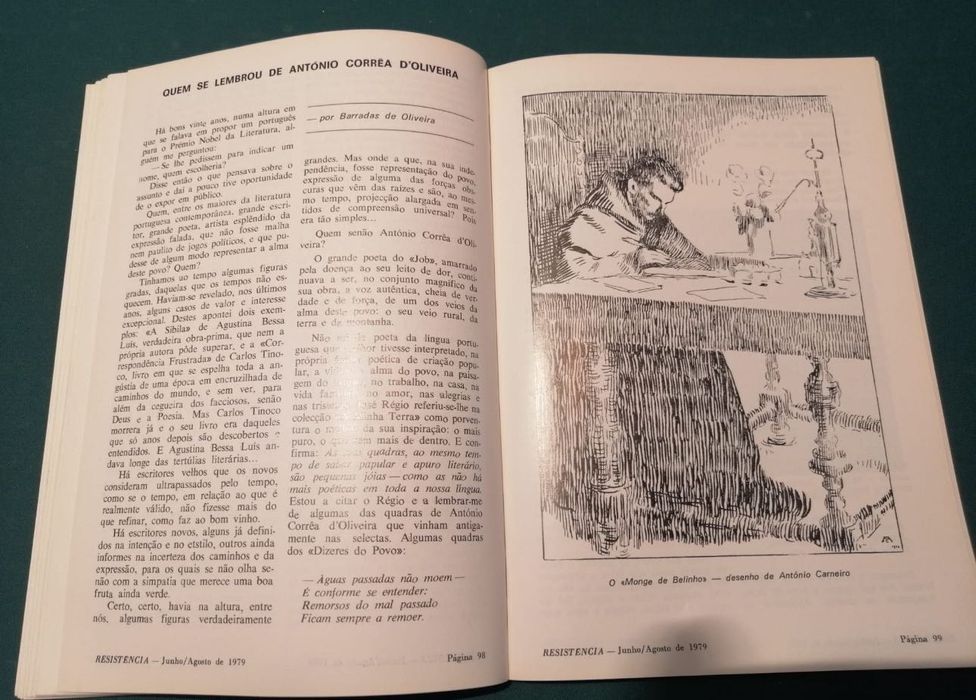 QUEM SE LEMBROU DE ANTÓNIO CORRÊA D'OLIVEIRA
Há bons vinte anos, numa altura em
que se falava em propor um português
para o Prémio Nobel da Literatura, al-
guém me perguntou:
— Se lhe pedissem para indicar um
nome, quem escolheria?
Disse então o que pensava sobre o
assunto e daí a pouco tive oportunidade
de o expor em público.
Quem, entre os maiores da literatura
portuguesa contemporânea, grande escri-
tor, grande poeta, artista esplêndido da
expressão falada, que não fosse malha
nem paulito de jogos políticos, e que pu-
desse de algum modo representar a alma
deste povo? Quem?
Tínhamos ao tempo algumas figuras
gradas, daquelas que os tempos não es-
quecem. Haviam-se revelado, nos últimos
anos, alguns casos de valor e interesse
excepcional. Destes apontei dois exem-
plos: «A Sibila» de Agustina Bessa
Luís, verdadeira obra-prima, que nem a
própria autora pôde superar, e a «Cor-
respondência Frustrada» de Carlos Tino-
co, livro em que se espelha toda a an-
gústia de uma época em encruzilhada de
caminhos do mundo, e sem ver, para
além da cegueira dos facciosos, senão
Deus e a Poesia. Mas Carlos Tinoco
morrera já e o seu livro era daqueles
que só anos depois são descobertos e
entendidos. E Agustina Bessa Luís an-
dava longe das tertúlias literárias...
Há escritores velhos que os novos
consideram ultrapassados pelo tempo,
como se o tempo, em relação ao que é
realmente válido, não fizesse mais do
que refinar, como faz ao bom vinho.
Há escritores novos, alguns já defini-
dos na intenção e no etstilo, outros ainda
informes na incerteza dos caminhos e da
expressão, para os quais se não olha se-
não com a simpatia que merece uma boa
fruta ainda verde.
Certo, certo, havia na altura, entre
nós, algumas figuras verdadeiramente
— por Barradas de Oliveira
grandes. Mas onde a que, na sua inde-
pendência, fosse representação do povo,
expressão de alguma das forças obs-
curas que vêm das raízes e são, ao mes-
mo tempo, projecção alargada em sen-
tidos de compreensão universal? Pois
era tão simples...
Quem senão António Corrêa d'Oli-
veira?
O grande poeta do «Job», amarrado
pela doença ao seu leito de dor, conti-
nuava a ser, no conjunto magnífico da
sua obra, a voz autêntica, cheia de ver-
dade e de força, de um dos veios da
alma deste povo: o seu veio rural, da
terra e da montanha.
Não poeta da língua portu-
guesa que tivesse interpretado, na
própria poética de criação popu-
lar, a alma do povo, na paisa-
gem do no trabalho, na casa, na
vida no amor, nas alegrias e
nas José Régio referiu-se-lhe na
colecção Terra» como porven-
tura o da sua inspiração: o mais
puro, o tem mais de dentro. E con-
firma: As quadras, ao mesmo tem-
po de saber popular e apuro literário,
são pequenas jóias — como as não há
mais poéticas em toda a nossa língua.
Estou a citar o Régio e a lembrar-me
de algumas das quadras de António
Corrêa d'Oliveira que vinham antiga-
mente nas selectas. Algumas quadras
dos «Dizeres do Povo»:
— Águas passadas não moem —
É conforme se entender:
Remorsos do mal passado
Ficam sempre a remoer.
RESISTÊNCIA — Junho/Agosto de 1979
Página 98
O «Monge de Belinho» — desenho de António Carneiro
RESISTÊNCIA — Junho/Agosto de 1979
Página 99